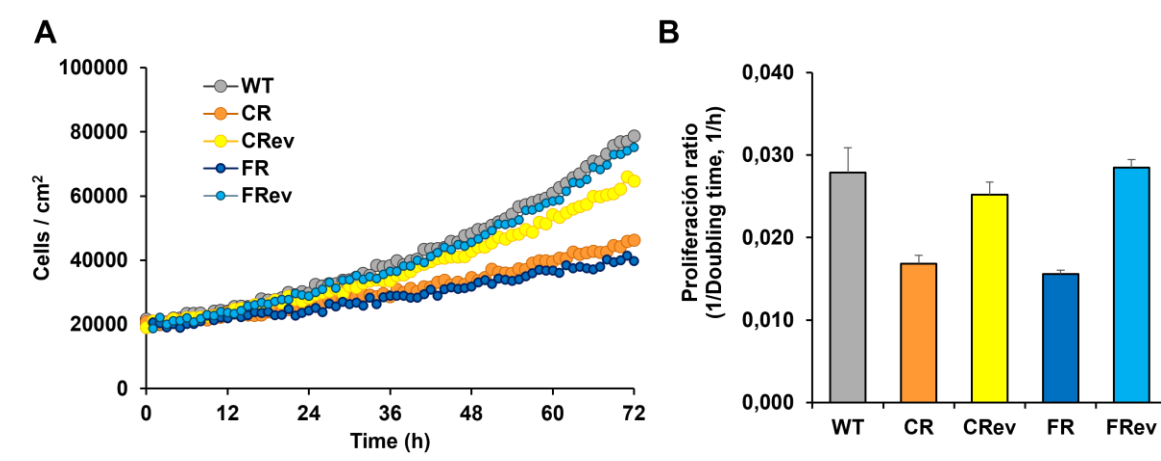 A
Cells / cm2
100000
80000
60000
40000
20000
0
WT
CR
CRev
FR
FRev
0 12 24 36 48 60 72
Time (h)
B
Proliferación ratio
(1/Doubling time, 1/h)
0,040
0,030
0,020
0,010
0,000
WT CR CRev FR FRev